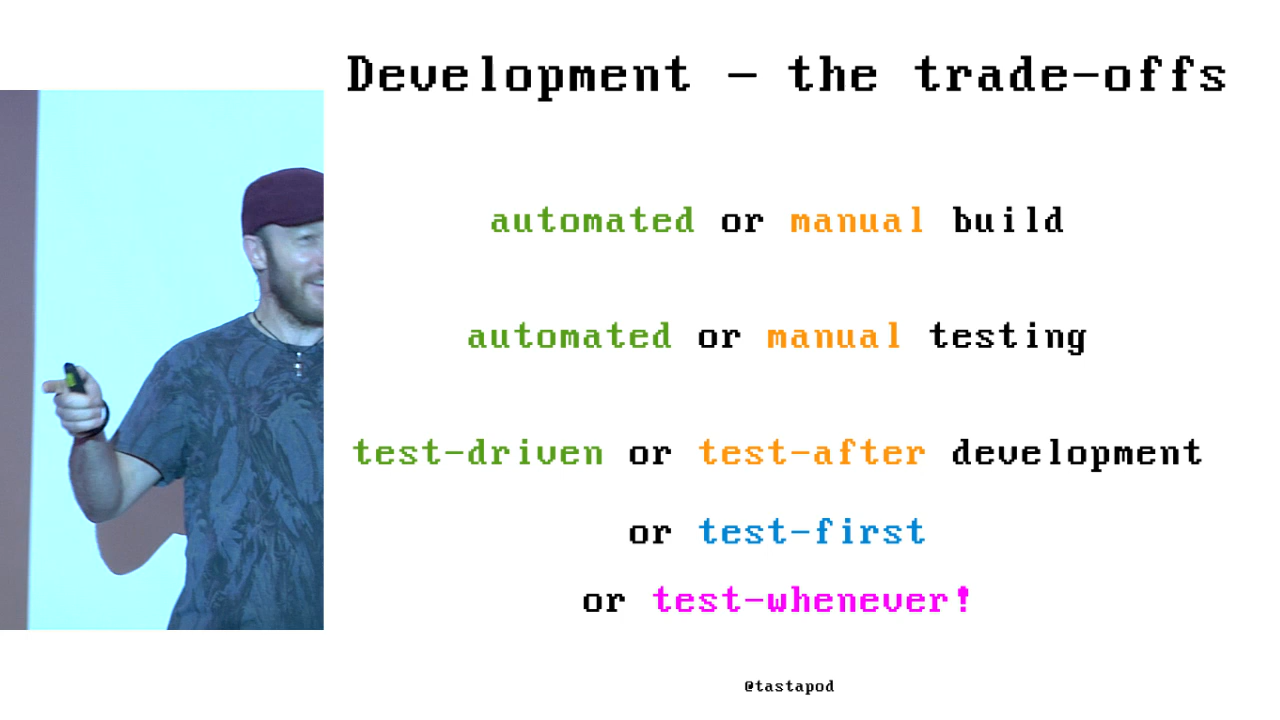 Development - the trade-offs
automated or manual build
automated or manual testing
test-driven or test-after development
or test-first
or test-whenever!
@tastapod